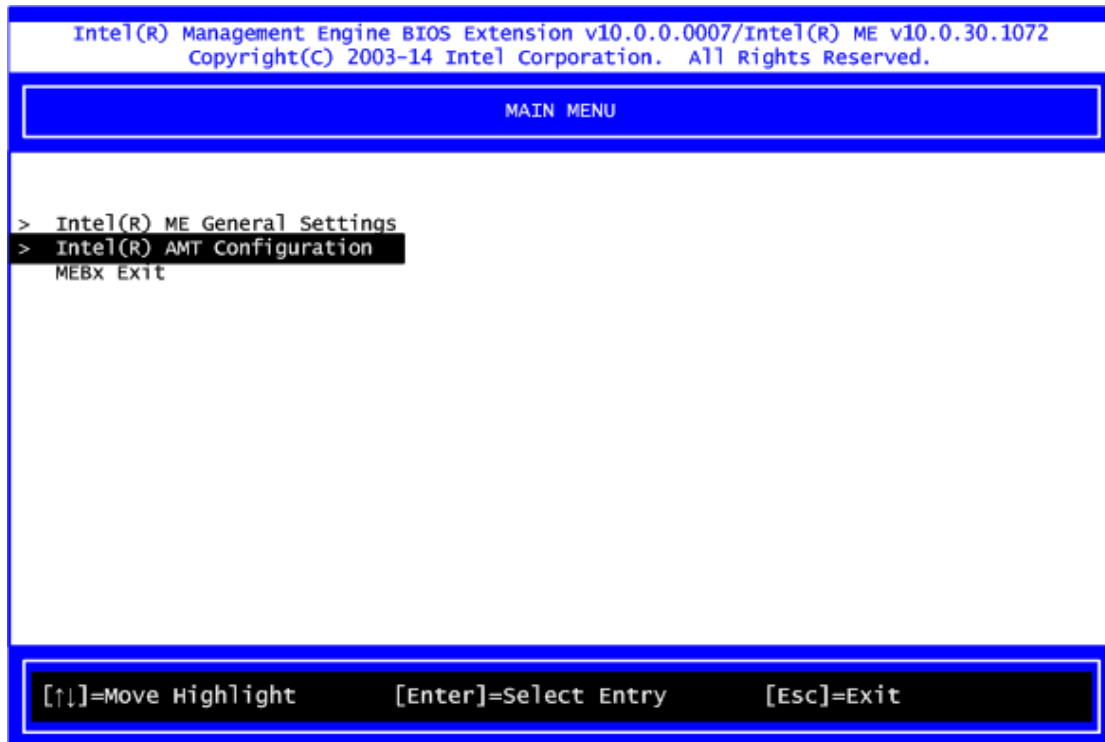 Intel(R) Management Engine BIOS Extension v10.0.0.0007/Intel(R) ME v10.0.30.1072
Copyright(C) 2003-14 Intel Corporation. All Rights Reserved.
MAIN MENU
> Intel(R) ME General Settings
> Intel(R) AMT Configuration
MEBx Exit
[↑↓]=Move Highlight [Enter]=Select Entry [Esc]=Exit